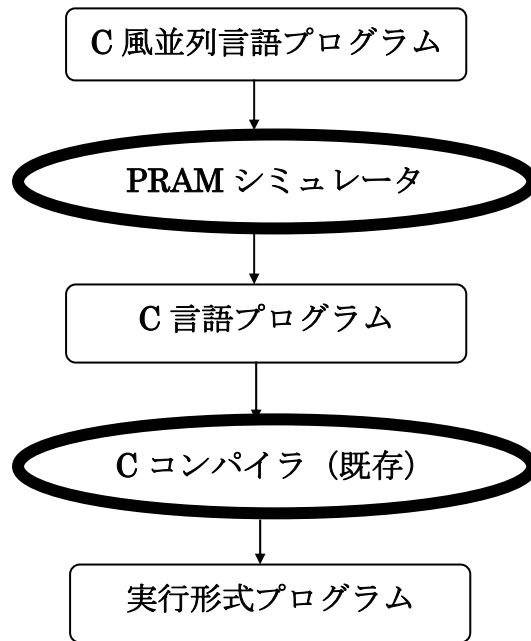 C 風並列言語プログラム
PRAM シミュレータ
C 言語プログラム
C コンパイラ（既存）
実行形式プログラム